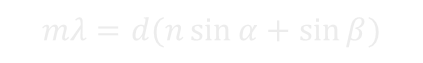 mλ = d(n sin α + sin β)